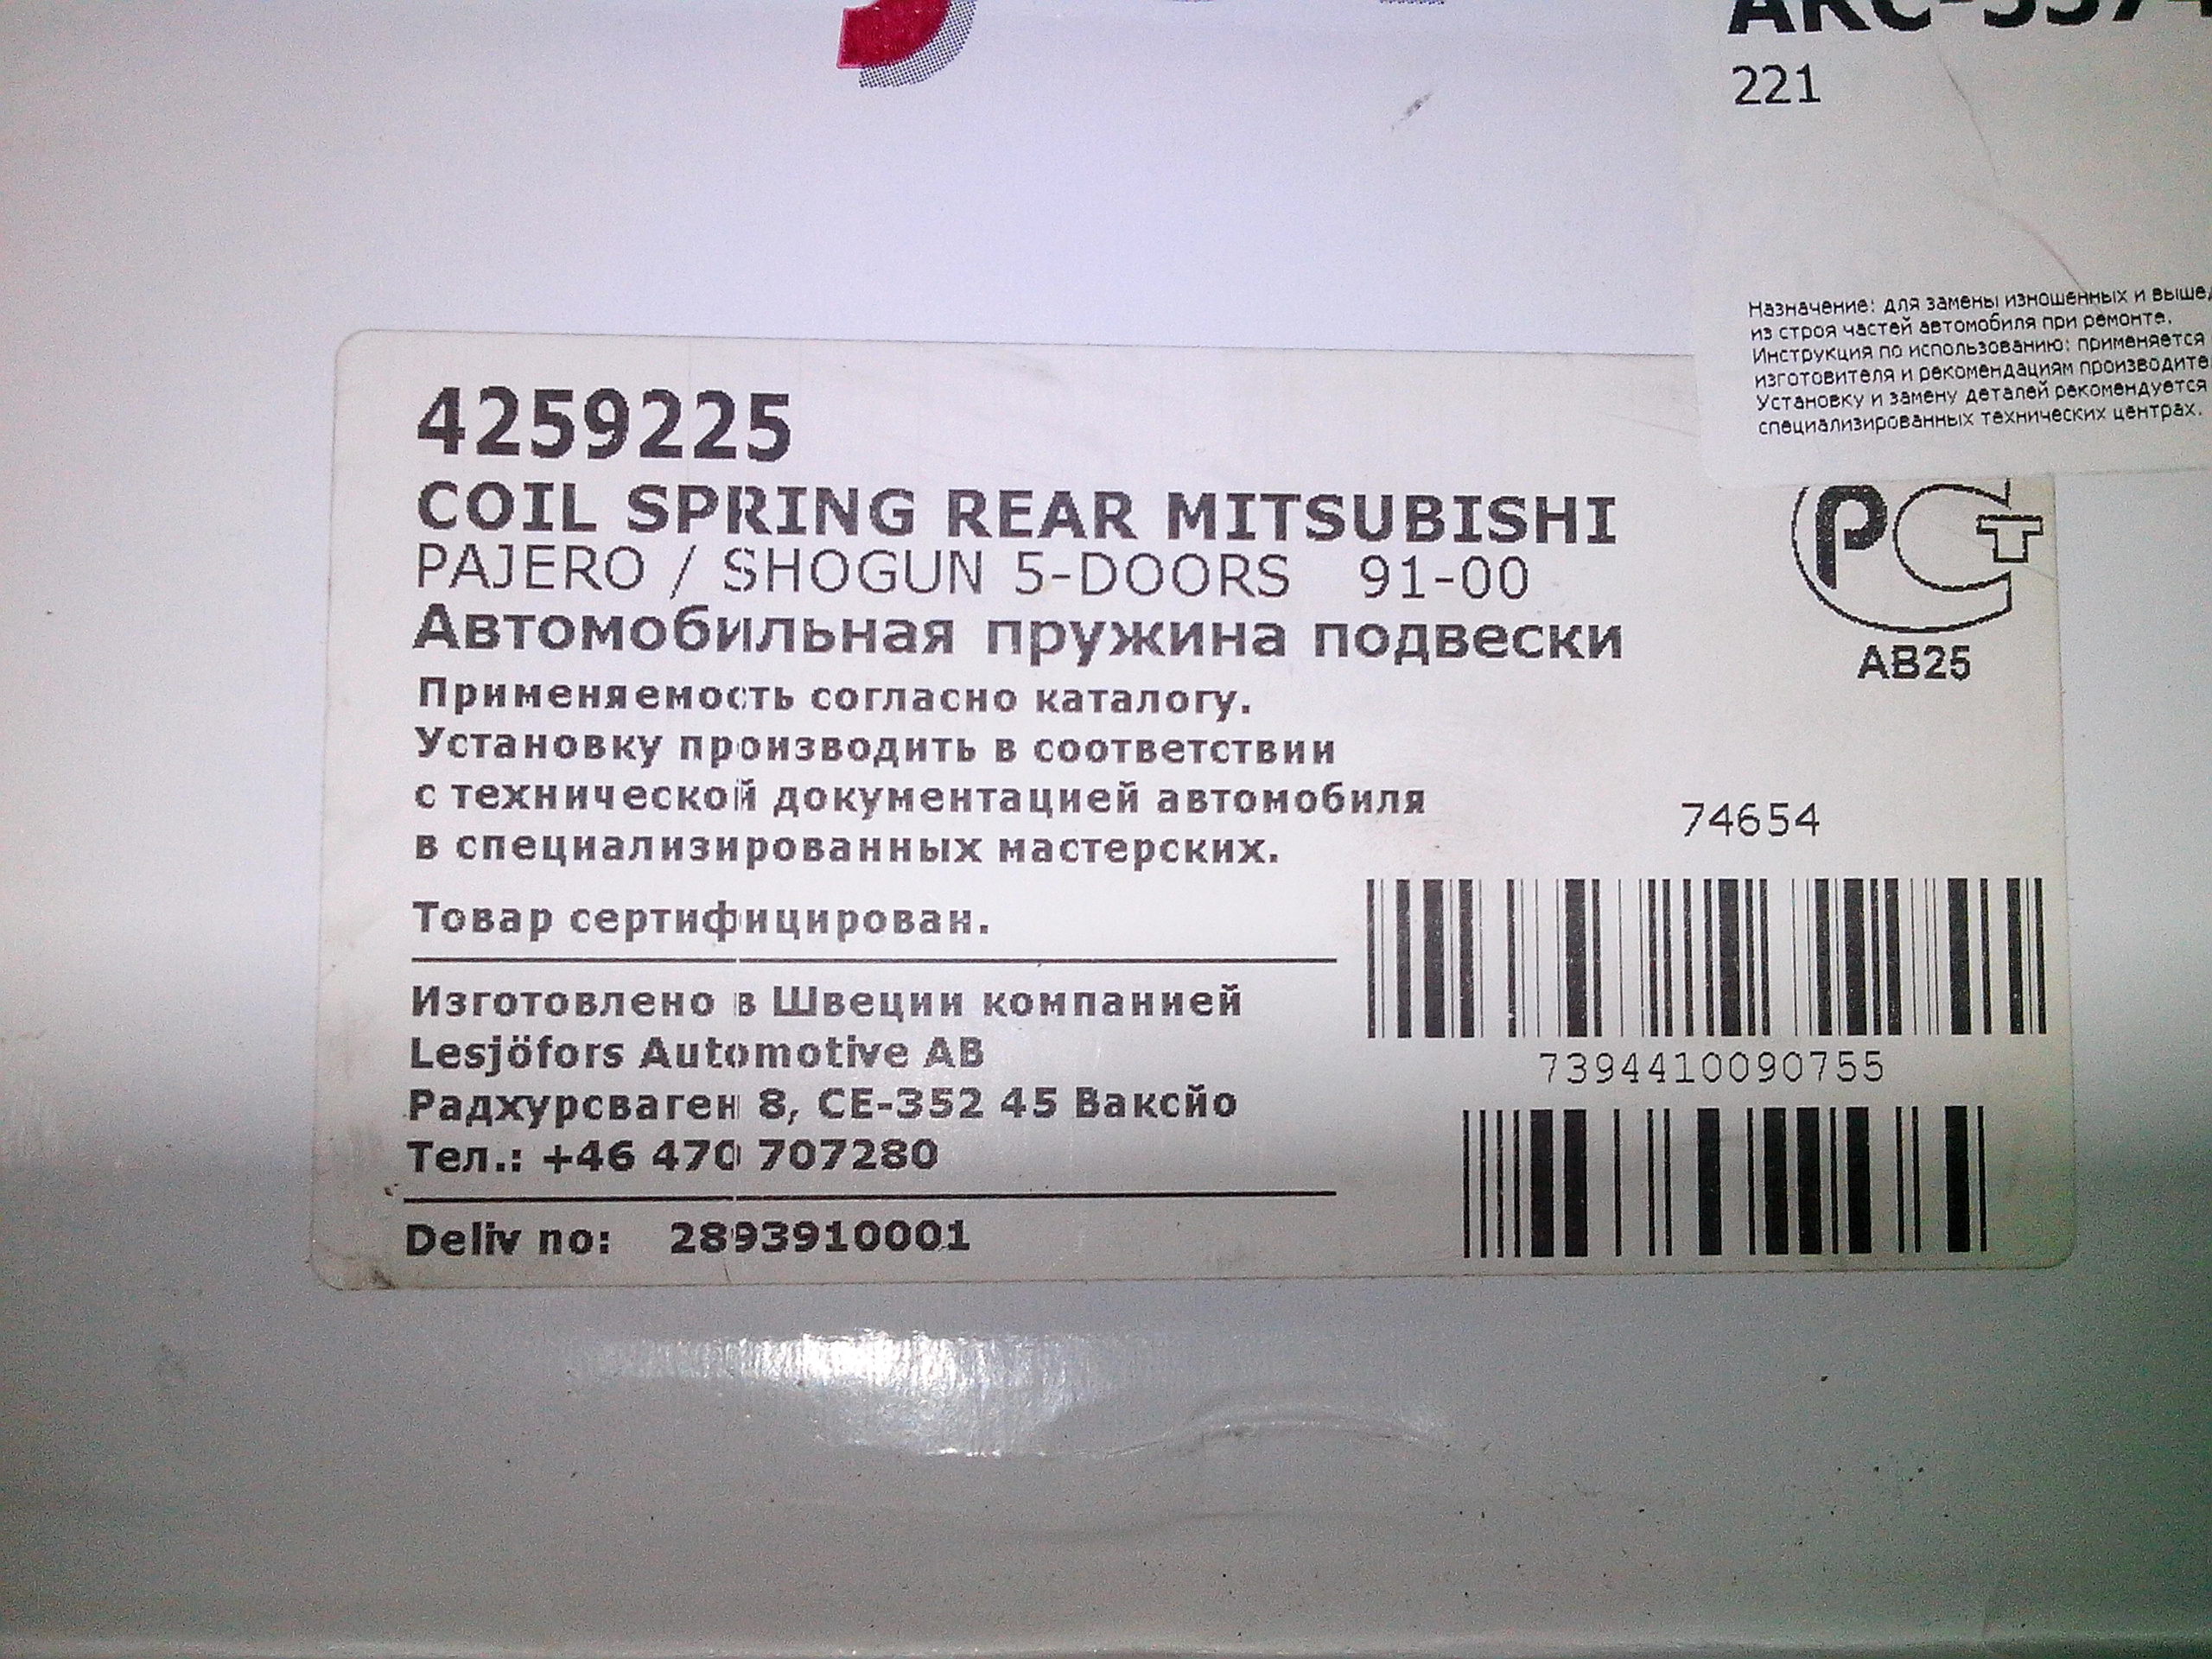 221
Назначение: для замены изношенных и
из строя частей автомобиля при ремонте.
Инструкция по использованию: применяется
изготовителя и рекомендациям
Установку и замену деталей рекомендуется
специализированных технических центрах.
4259225
COIL SPRING REAR MITSUBISHI
PAJERO / SHOGUN 5-DOORS 91-00
Автомобильная пружина подвески
Применяемость согласно каталогу.
Установку производить в соответствии
с технической документацией автомобиля
в специализированных мастерских.
Товар сертифицирован.
Изготовлено в Швеции компанией
Lesjöfors Automotive AB
Радхурсваген 8, CE-352 45 Ваксйо
Тел.: +46 470 707280
Deliv no: 2893910001
РСТ
АВ25
74654
7394410090755